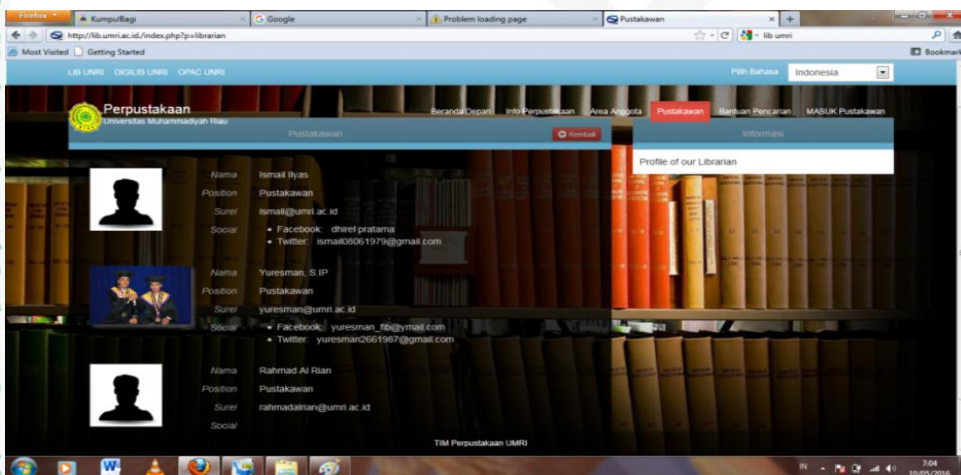 Firefox
KumpulBagi
Google
Problem loading page
Pustakawan
http://lib.umri.ac.id./index.php?p=librarian
lib umri
Most Visited
Getting Started
Bookmark
LIB UNRI DIGILIB UNRI OPAC UNRI
Pilih Bahasa
Indonesia
Perpustakaan
Universitas Muhammadiyah Riau
Beranda Depan Info Perpustakaan Area Anggota Pustakawan Bantuan Pencarian MASUK Pustakawan
Pustakawan
Kembali
Informasi
Profile of our Librarian
Nama Ismail Ilyas
Position Pustakawan
Surel ismail@umri.ac.id
Social • Facebook: dhirel pratama
• Twitter: ismail08061979@gmail.com
Nama Yuresman, S.IP
Position Pustakawan
Surel yuresman@umri.ac.id
Social • Facebook: yuresman_fib@ymail.com
• Twitter: yuresman2661987@gmail.com
Nama Rahmad Al Rian
Position Pustakawan
Surel rahmadalrian@umri.ac.id
Social
TIM Perpustakaan UMRI
IN
7:04
10/05/2016